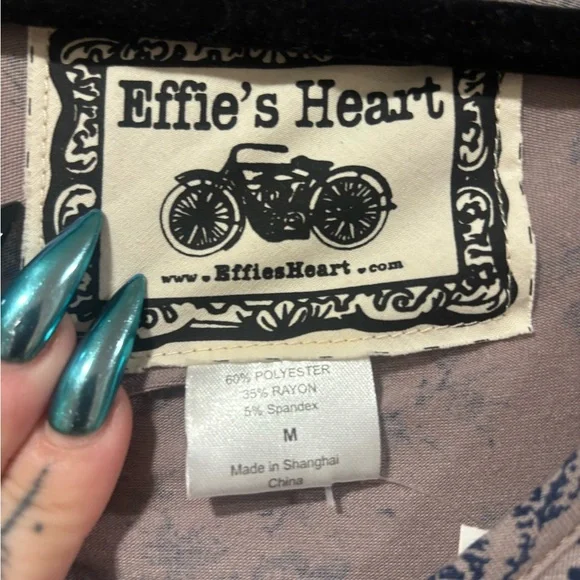 Effie's Heart
www.EffiesHeart.com
60% POLYESTER
35% RAYON
5% Spandex
M
Made in Shanghai
China